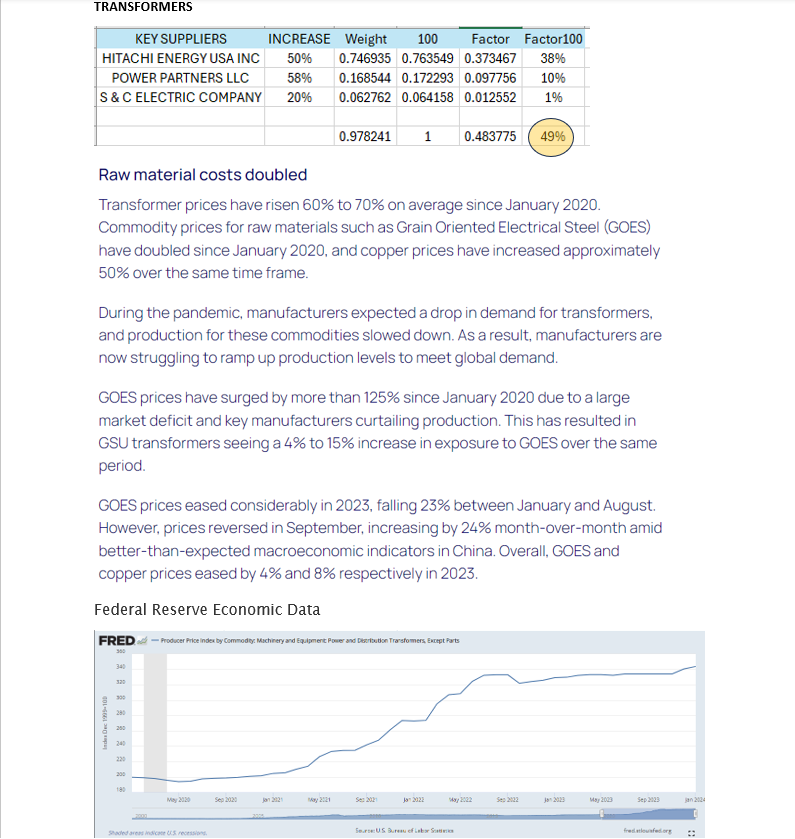 TRANSFORMERS
KEY SUPPLIERS INCREASE Weight 100 Factor Factor100
HITACHI ENERGY USA INC 50% 0.746935 0.763549 0.373467 38%
POWER PARTNERS LLC 58% 0.168544 0.172293 0.097756 10%
S & C ELECTRIC COMPANY 20% 0.062762 0.064158 0.012552 1%
0.978241 1 0.483775 49%
Raw material costs doubled
Transformer prices have risen 60% to 70% on average since January 2020.
Commodity prices for raw materials such as Grain Oriented Electrical Steel (GOES)
have doubled since January 2020, and copper prices have increased approximately
50% over the same time frame.
During the pandemic, manufacturers expected a drop in demand for transformers,
and production for these commodities slowed down. As a result, manufacturers are
now struggling to ramp up production levels to meet global demand.
GOES prices have surged by more than 125% since January 2020 due to a large
market deficit and key manufacturers curtailing production. This has resulted in
GSU transformers seeing a 4% to 15% increase in exposure to GOES over the same
period.
GOES prices eased considerably in 2023, falling 23% between January and August.
However, prices reversed in September, increasing by 24% month-over-month amid
better-than-expected macroeconomic indicators in China. Overall, GOES and
copper prices eased by 4% and 8% respectively in 2023.
Federal Reserve Economic Data
FRED — Producer Price Index by Commodity: Machinery and Equipment: Power and Distribution Transformers, Except Parts
360
340
320
300
280
260
240
220
200
180
Index Dec 1999=100
May 2020 Sep 2020 Jan 2021 May 2021 Sep 2021 Jan 2022 May 2022 Sep 2022 Jan 2023 May 2023 Sep 2023 Jan 2024
Shaded areas indicate U.S. recessions.
Source: U.S. Bureau of Labor Statistics
fred.stlouisfed.org